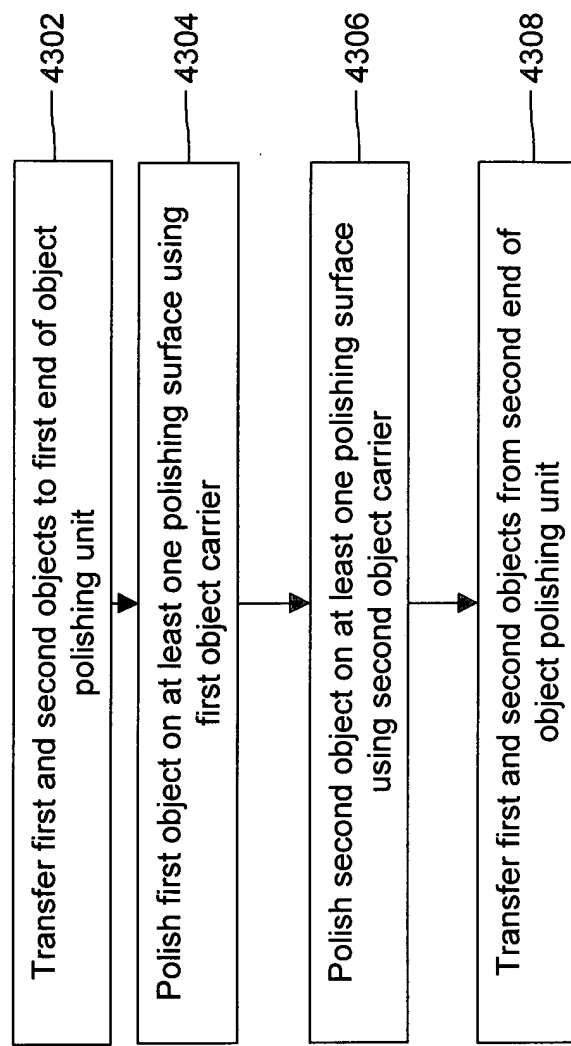 Transfer first and second objects to first end of object
polishing unit
4302
Polish first object on at least one polishing surface using
first object carrier
4304
Polish second object on at least one polishing surface
using second object carrier
4306
Transfer first and second objects from second end of
object polishing unit
4308